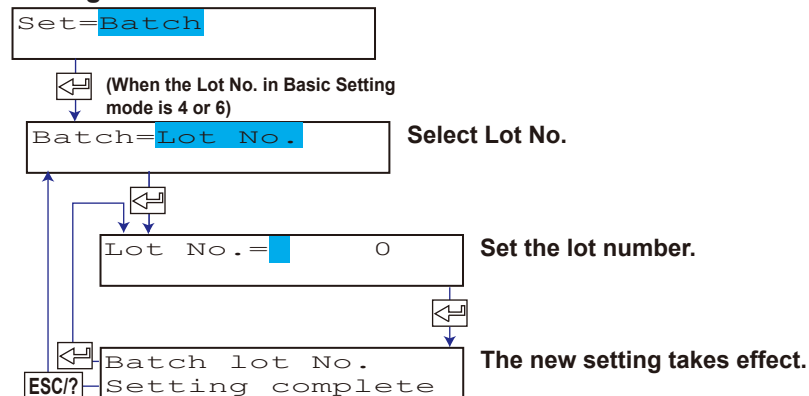 Set=Batch
(When the Lot No. in Basic Setting
mode is 4 or 6)
Batch=Lot No.
Select Lot No.
Lot No.= 0
Set the lot number.
Batch lot No.
Setting complete
The new setting takes effect.
ESC/?